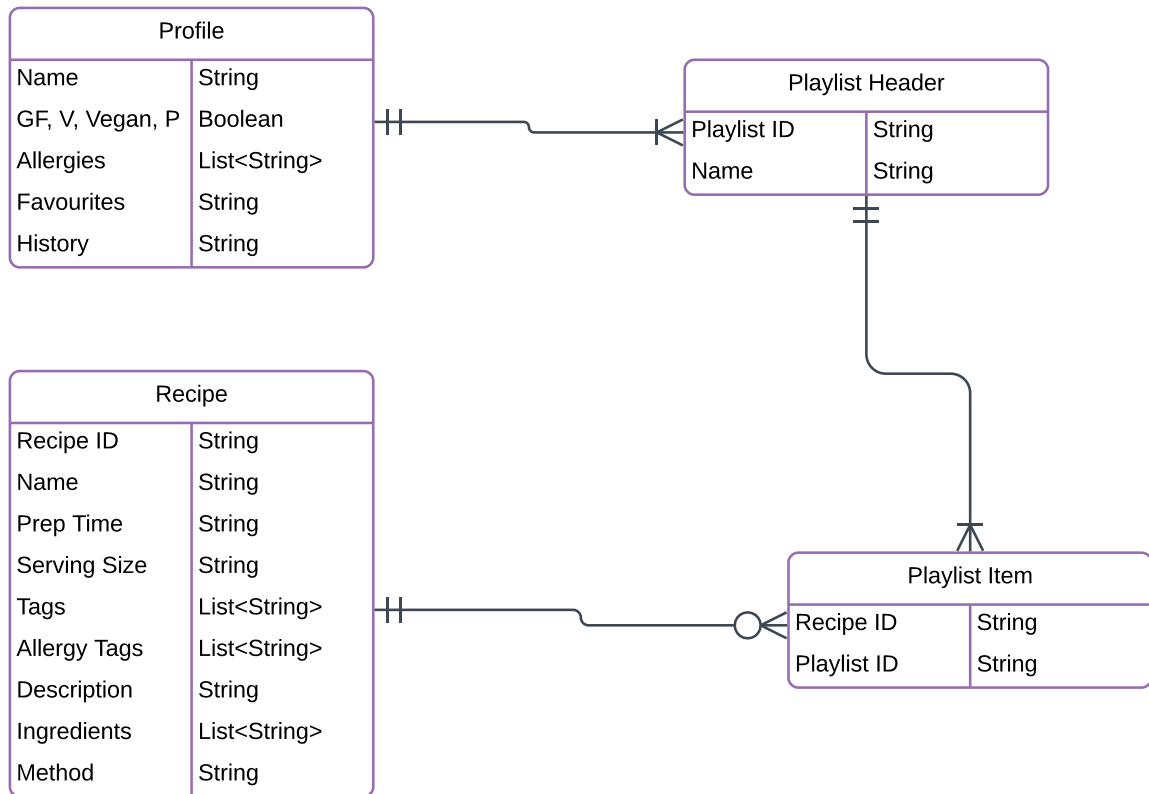 Profile
Name String
GF, V, Vegan, P Boolean
Allergies List<String>
Favourites String
History String
Playlist Header
Playlist ID String
Name String
Recipe
Recipe ID String
Name String
Prep Time String
Serving Size String
Tags List<String>
Allergy Tags List<String>
Description String
Ingredients List<String>
Method String
Playlist Item
Recipe ID String
Playlist ID String